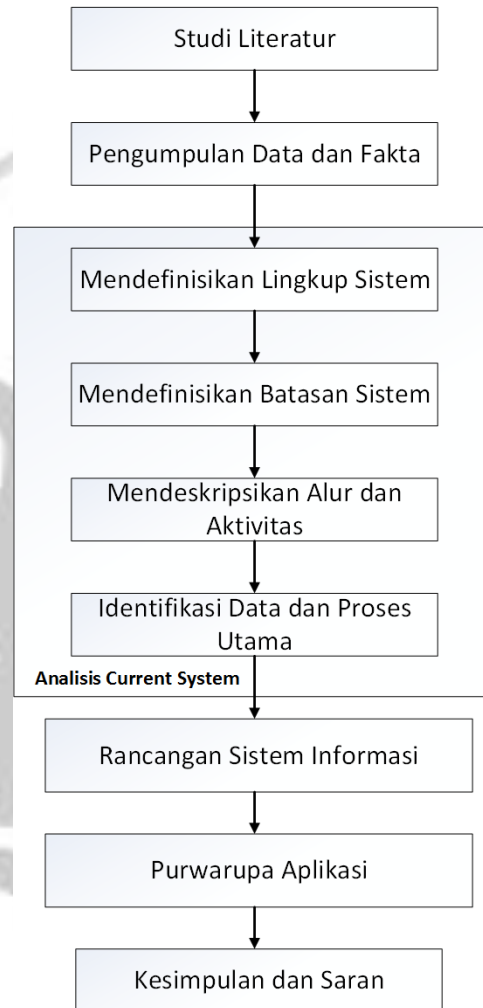 Studi Literatur
Pengumpulan Data dan Fakta
Mendefinisikan Lingkup Sistem
Mendefinisikan Batasan Sistem
Mendeskripsikan Alur dan
Aktivitas
Identifikasi Data dan Proses
Utama
Analisis Current System
Rancangan Sistem Informasi
Purwarupa Aplikasi
Kesimpulan dan Saran